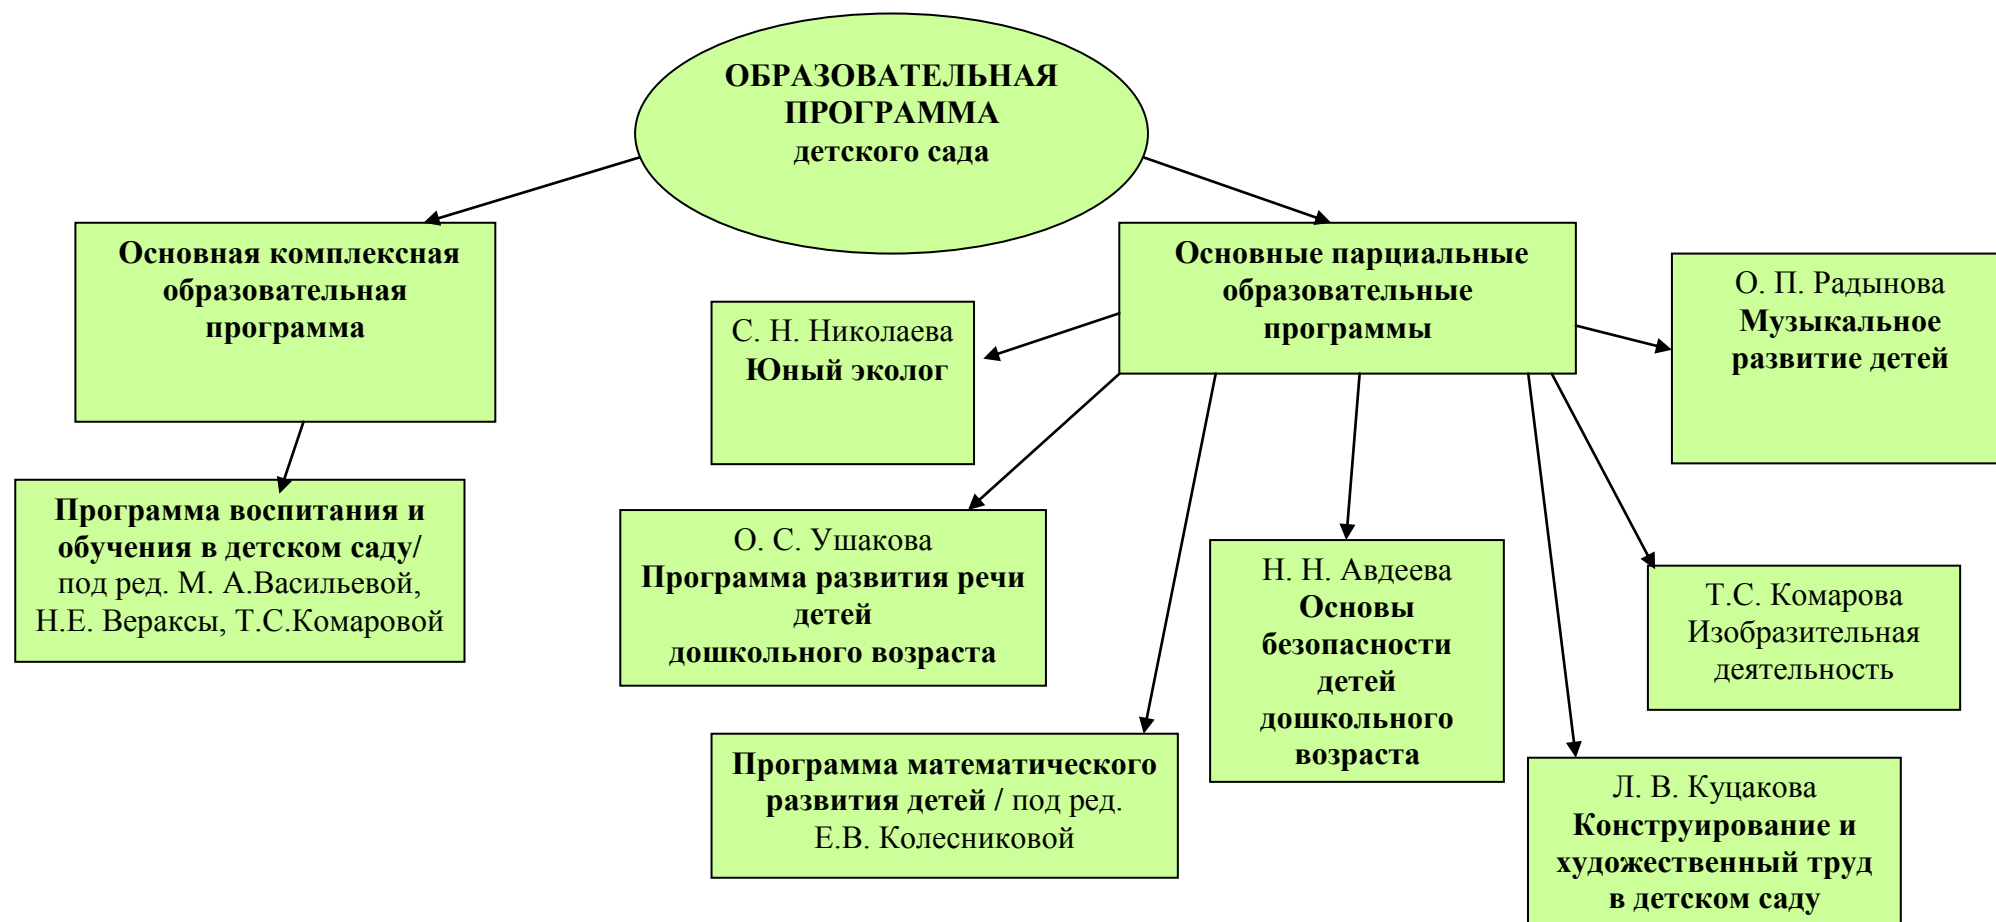 ОБРАЗОВАТЕЛЬНАЯ
ПРОГРАММА
детского сада
Основная комплексная
образовательная
программа
Основные парциальные
образовательные
программы
О. П. Радынова
Музыкальное
развитие детей
С. Н. Николаева
Юный эколог
Программа воспитания и
обучения в детском саду/
под ред. М. А.Васильевой,
Н.Е. Вераксы, Т.С.Комаровой
О. С. Ушакова
Программа развития речи
детей
дошкольного возраста
Н. Н. Авдеева
Основы
безопасности
детей
дошкольного
возраста
Т.С. Комарова
Изобразительная
деятельность
Программа математического
развития детей / под ред.
Е.В. Колесниковой
Л. В. Куцакова
Конструирование и
художественный труд
в детском саду